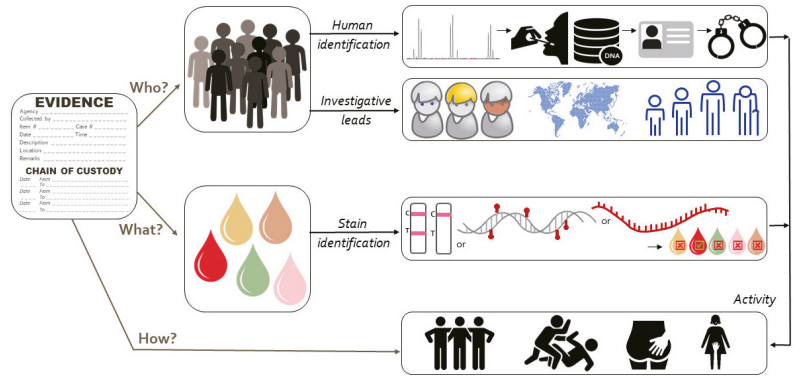 EVIDENCE
Agency
Collected by
Item # Case #
Date Time
Description
Location
Remarks
CHAIN OF CUSTODY
Date From
To
Date From
To
Date From
To
Who?
What?
How?
Human
identification
DNA
Investigative
leads
Stain
identification
C C
T T
or
or
Activity